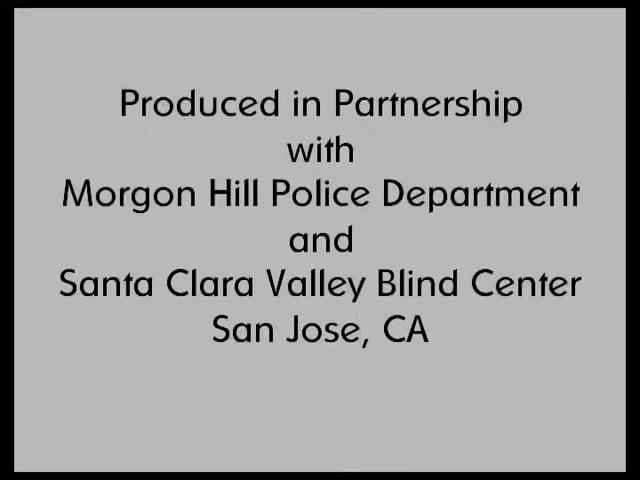 Produced in Partnership
with
Morgon Hill Police Department
and
Santa Clara Valley Blind Center
San Jose, CA